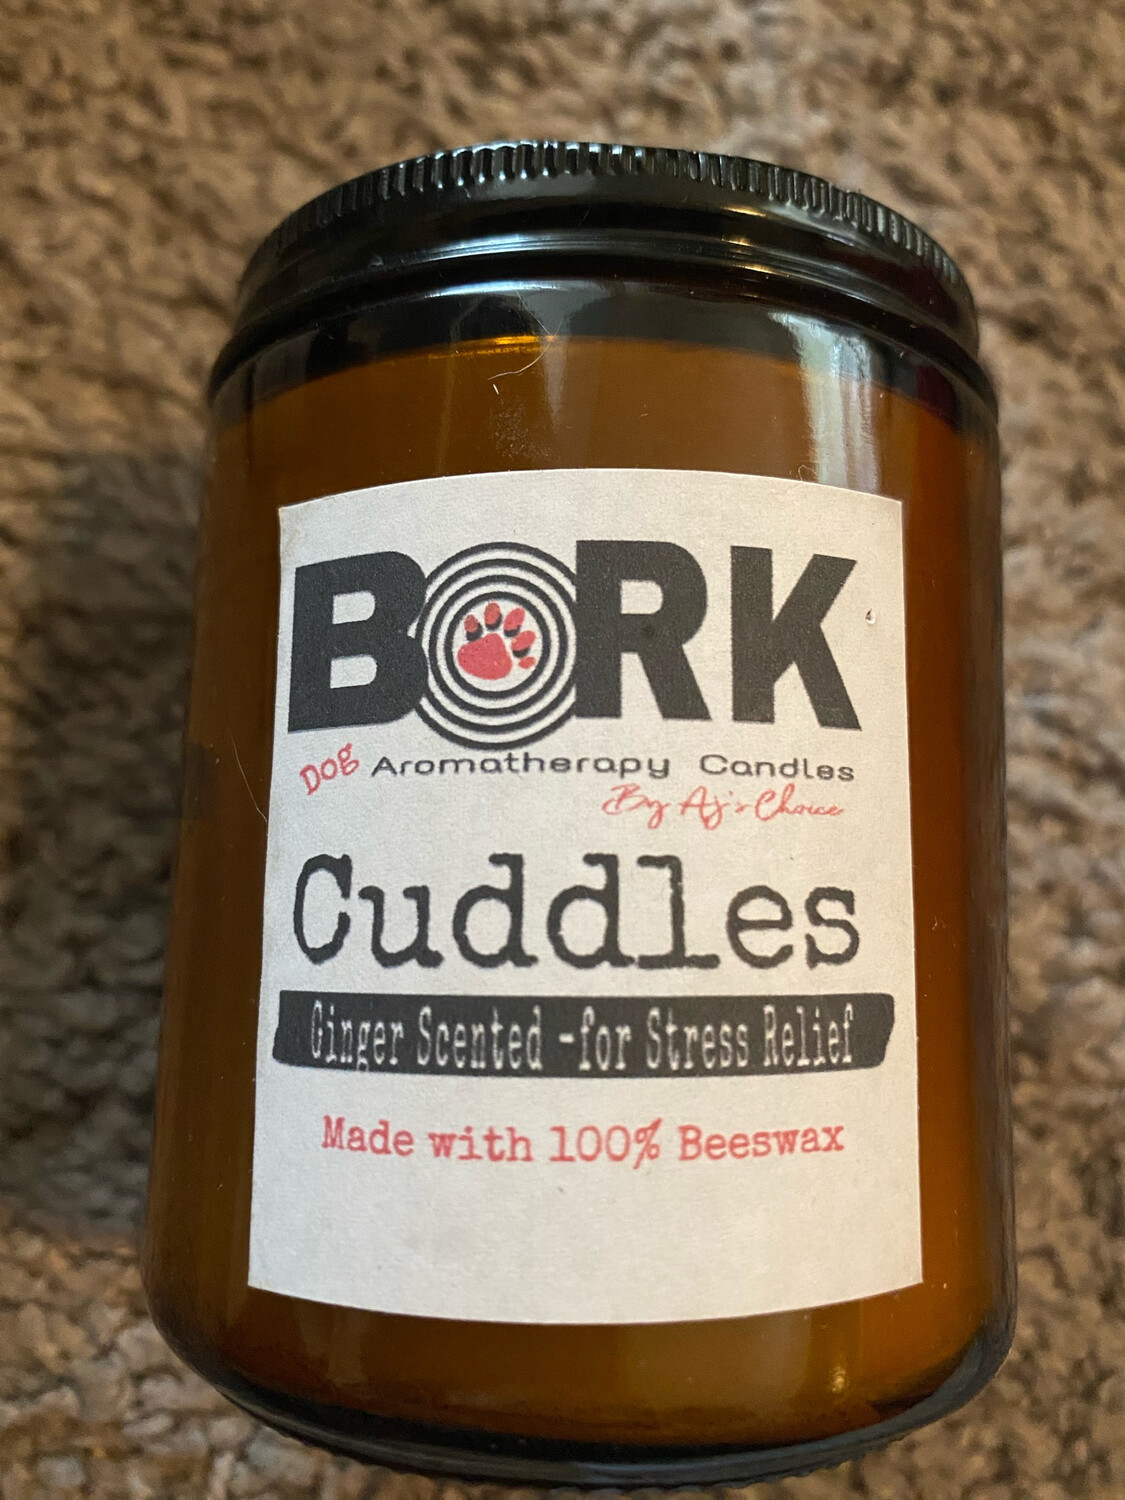 BORK
Dog Aromatherapy Candles
By Aj's Choice
Cuddles
Ginger Scented -for Stress Relief
Made with 100% Beeswax